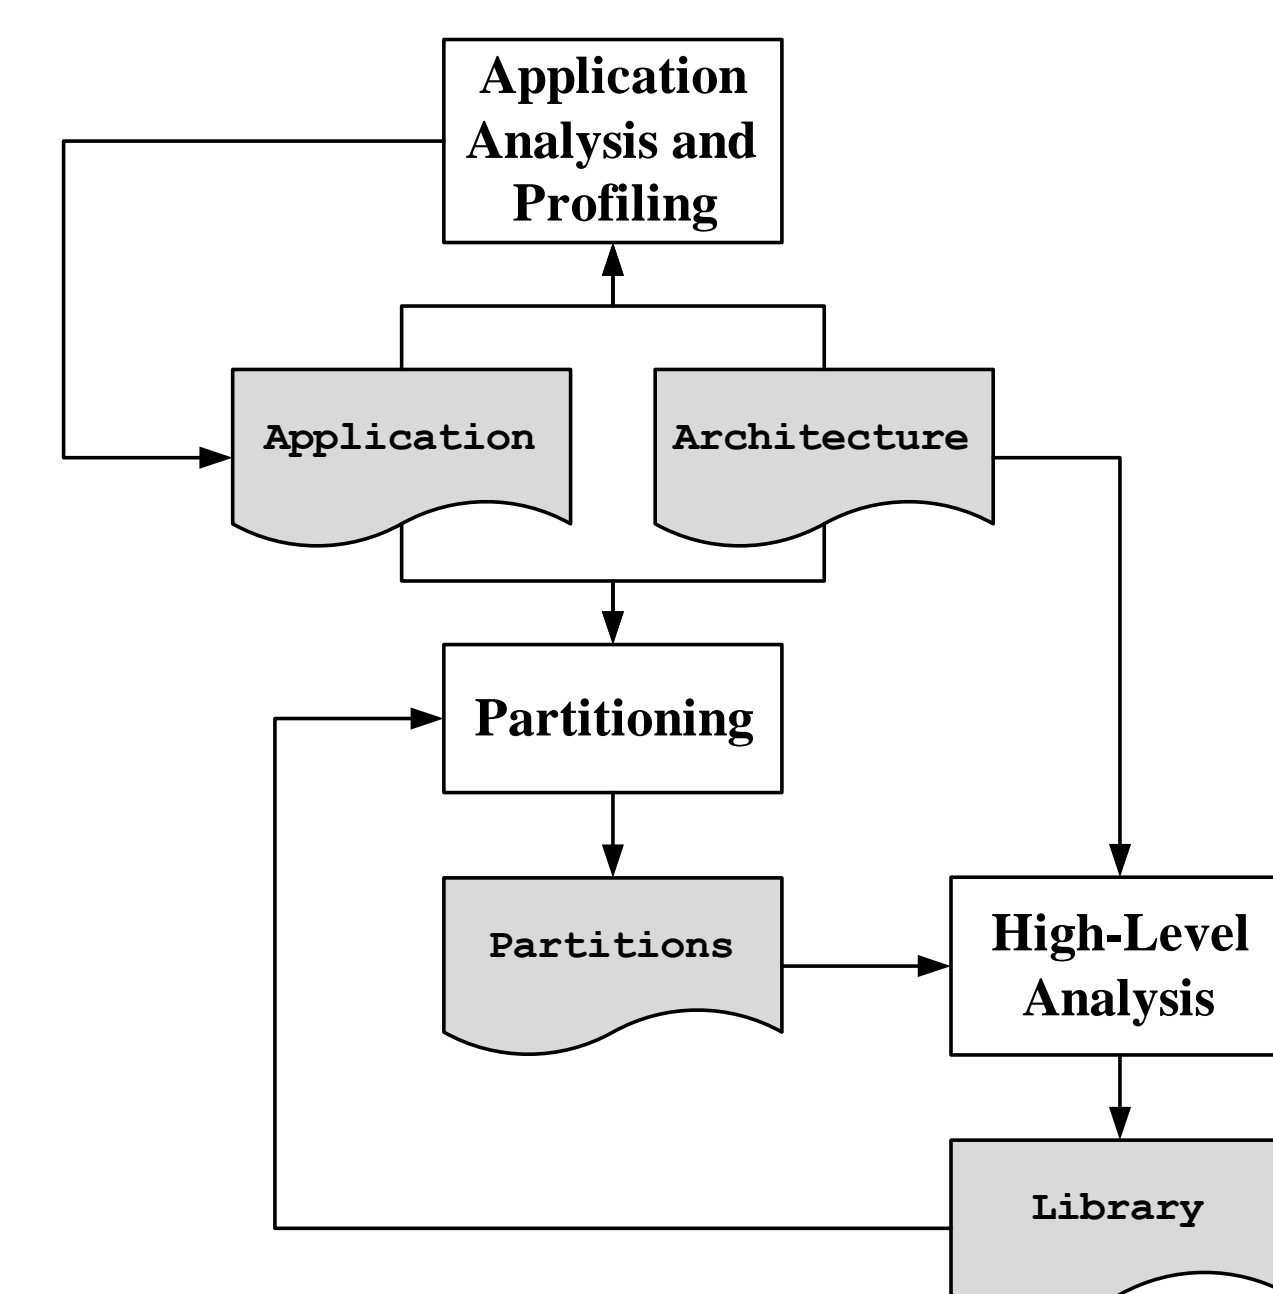 Application
Analysis and
Profiling
Application
Architecture
Partitioning
Partitions
High-Level
Analysis
Library